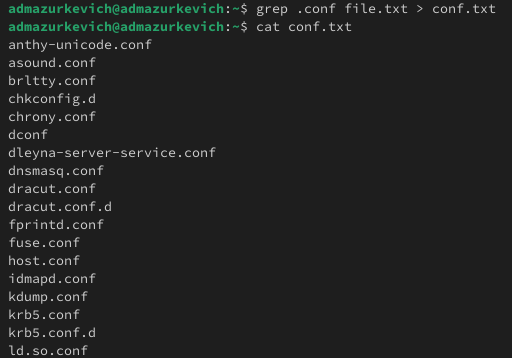 admazurkevich@admazurkevich:~$ grep .conf file.txt > conf.txt
admazurkevich@admazurkevich:~$ cat conf.txt
anthy-unicode.conf
asound.conf
brltty.conf
chkconfig.d
chrony.conf
dconf
dleyna-server-service.conf
dnsmasq.conf
dracut.conf
dracut.conf.d
fprintd.conf
fuse.conf
host.conf
idmapd.conf
kdump.conf
krb5.conf
krb5.conf.d
ld.so.conf